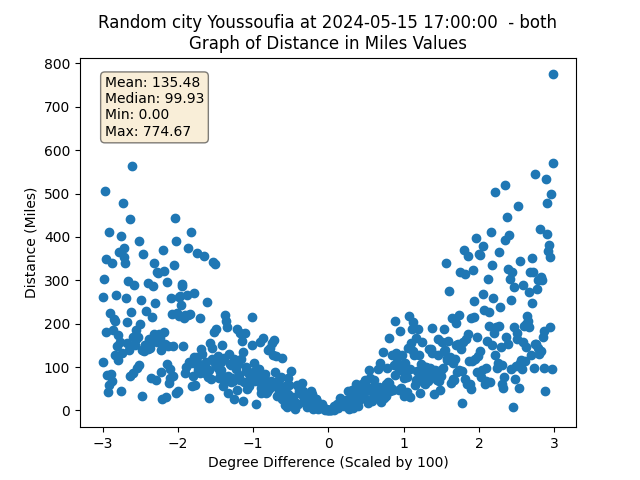 Random city Youssoufia at 2024-05-15 17:00:00  - both
Graph of Distance in Miles Values
Mean: 135.48
Median: 99.93
Min: 0.00
Max: 774.67
800
700
600
500
400
300
200
100
0
Distance (Miles)
−3 −2 −1 0 1 2 3
Degree Difference (Scaled by 100)